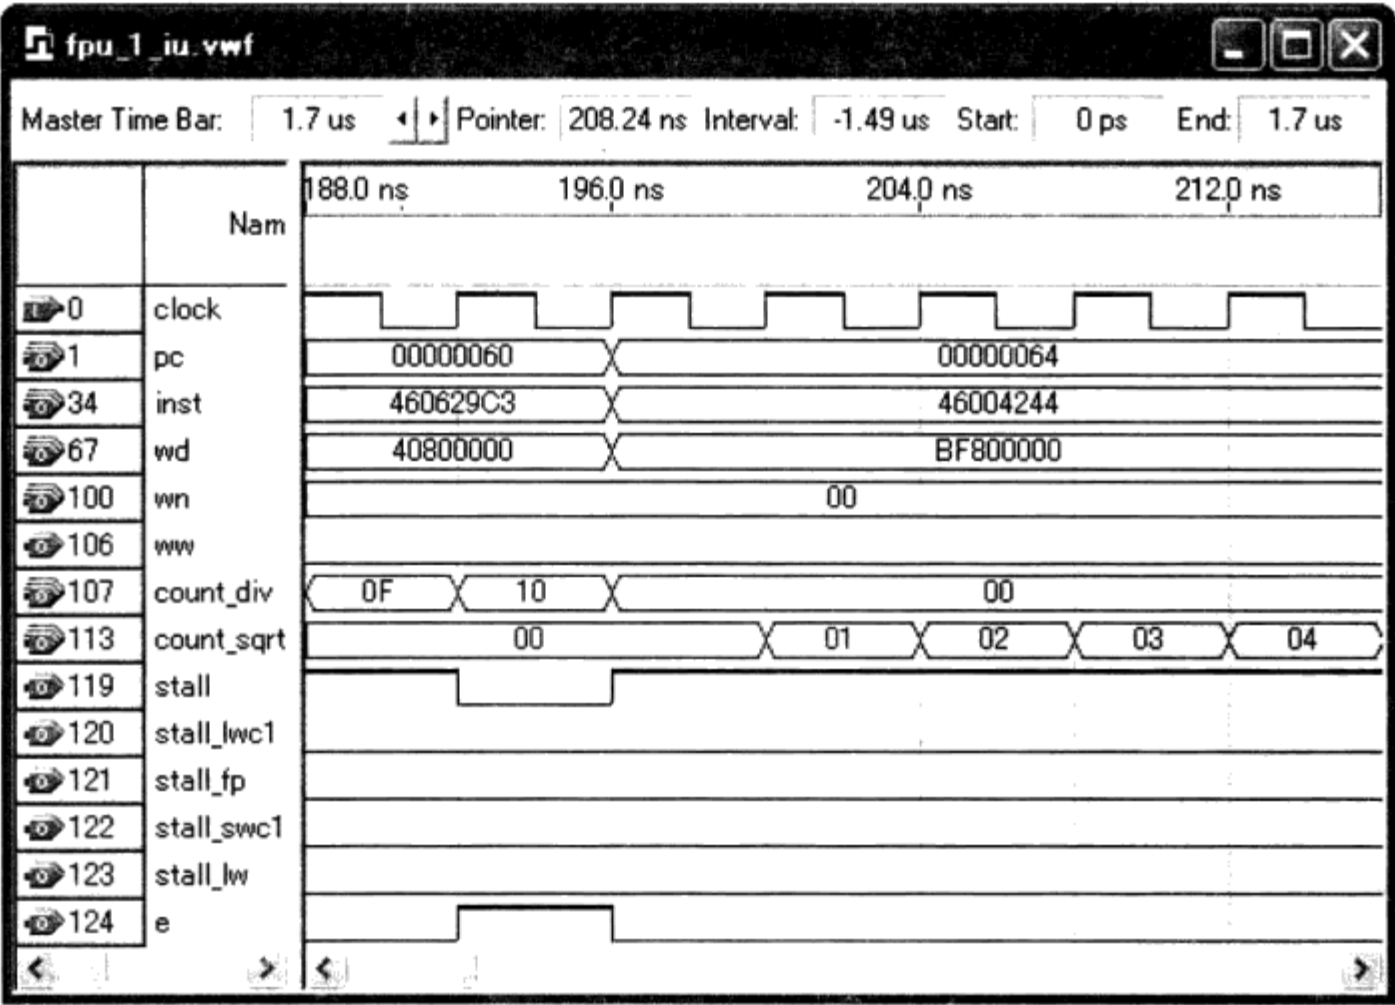 fpu_1_iu.vwf
Master Time Bar: 1.7 us Pointer: 208.24 ns Interval: -1.49 us Start: 0 ps End: 1.7 us
188.0 ns 196.0 ns 204.0 ns 212.0 ns
Nam
0 clock
1 pc 00000060 00000064
34 inst 460629C3 46004244
67 wd 40800000 BF800000
100 wn 00
106 ww
107 count_div 0F 10 00
113 count_sqrt 00 01 02 03 04
119 stall
120 stall_lwc1
121 stall_fp
122 stall_swc1
123 stall_lw
124 e